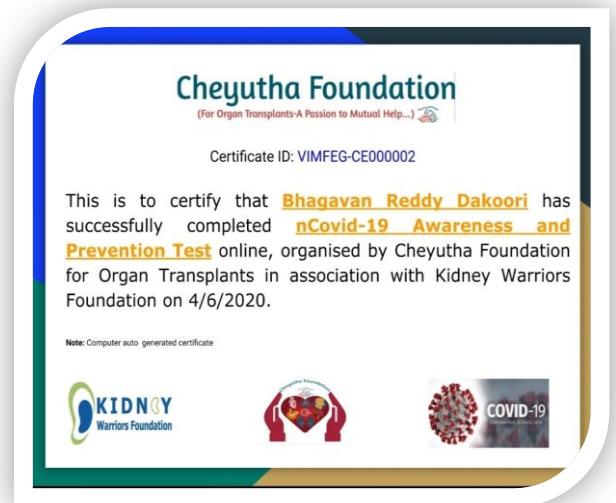 Cheyutha Foundation
(For Organ Transplants-A Passion to Mutual Help...)
Certificate ID: VIMFEG-CE000002
This is to certify that Bhagavan Reddy Dakoori has
successfully completed nCovid-19 Awareness and
Prevention Test online, organised by Cheyutha Foundation
for Organ Transplants in association with Kidney Warriors
Foundation on 4/6/2020.
Note: Computer auto generated certificate
KIDNEY
Warriors Foundation
Cheyutha Foundation
COVID-19